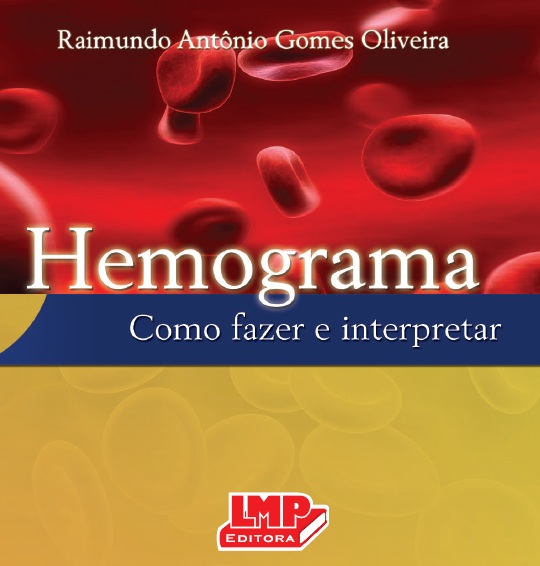 Raimundo Antônio Gomes Oliveira
Hemograma
Como fazer e interpretar
LMP
EDITORA